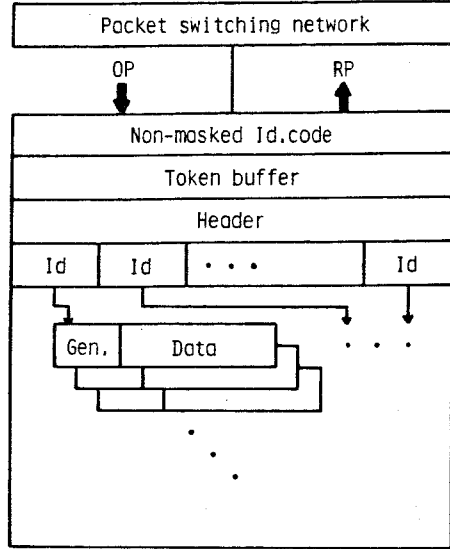 Packet switching network
OP RP
Non-masked Id.code
Token buffer
Header
Id Id • • • Id
• • •
Gen. Data